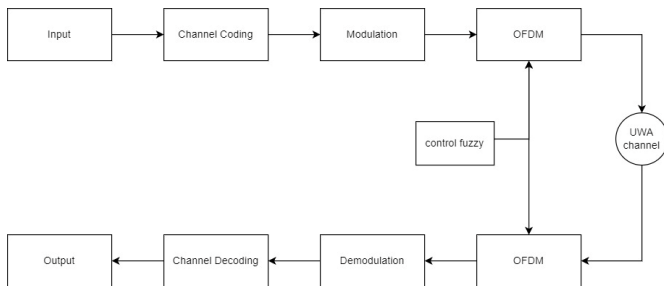 Input
Channel Coding
Modulation
OFDM
control fuzzy
UWA
channel
Output
Channel Decoding
Demodulation
OFDM